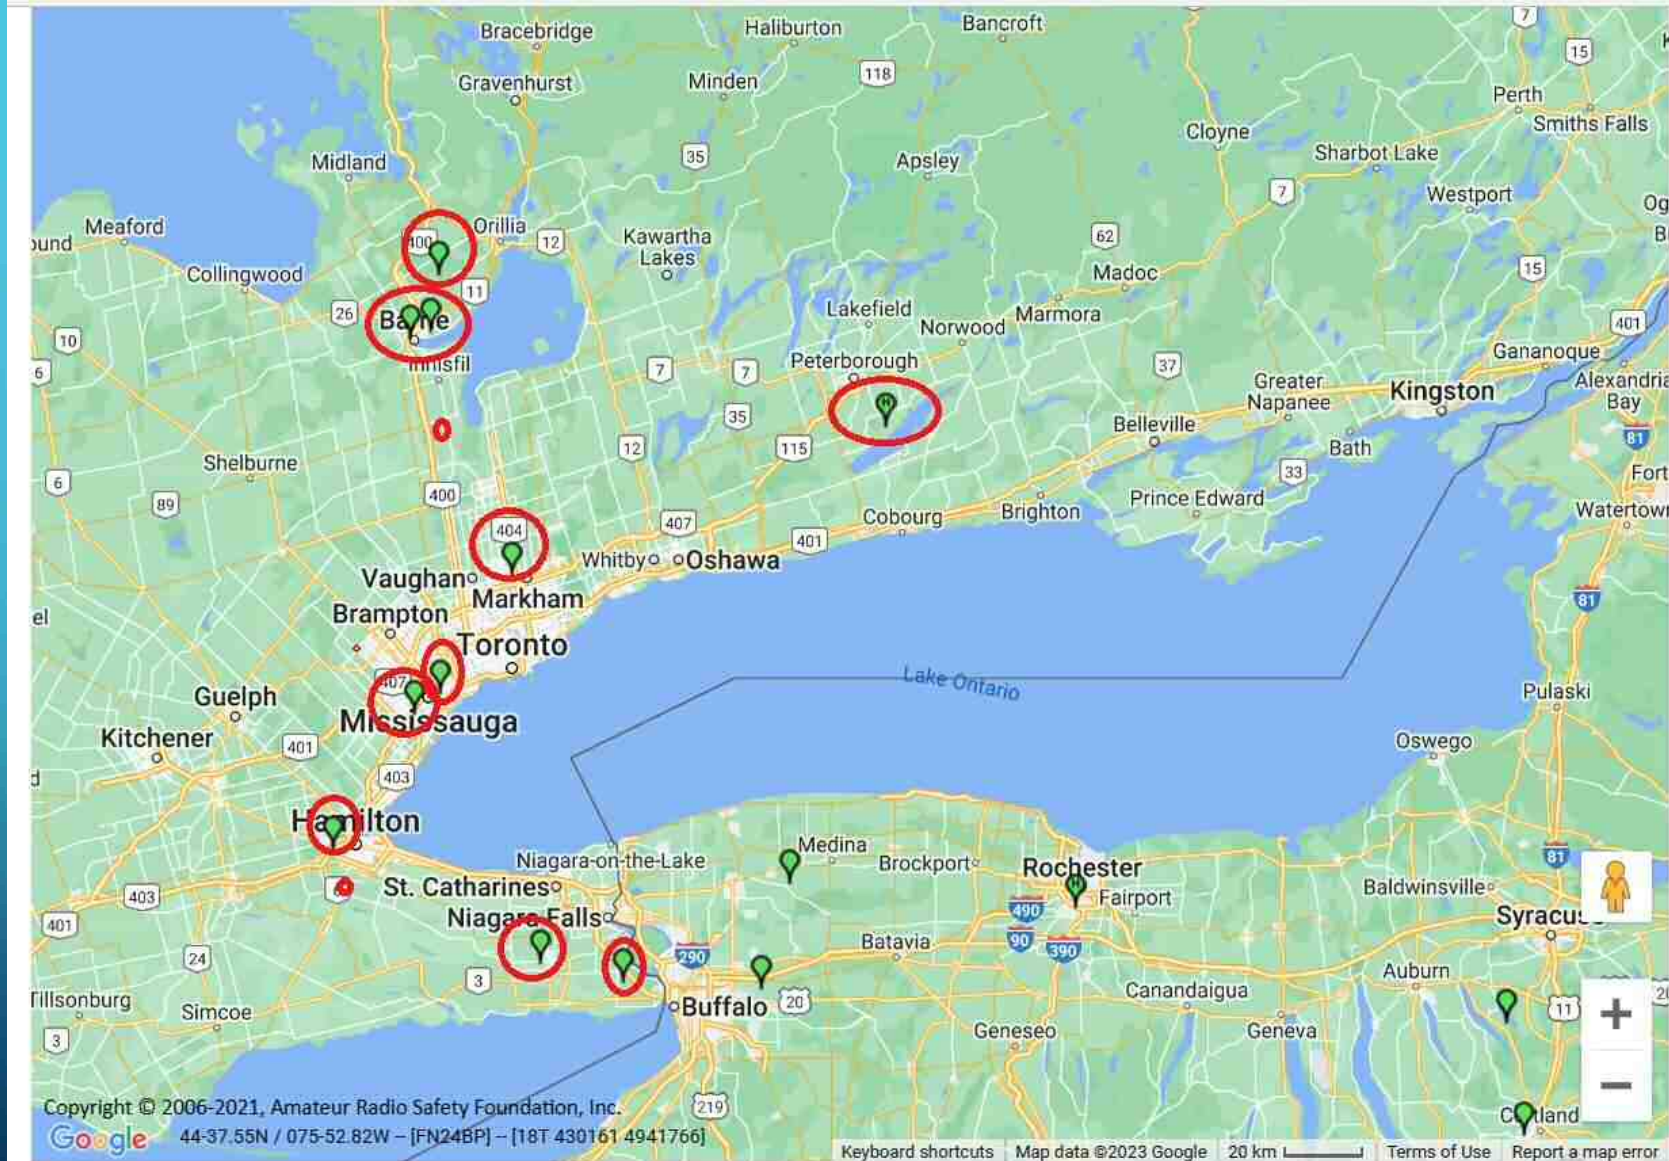 7
Bracebridge
Haliburton
Bancroft
15
Gravenhurst
Minden
118
Perth
Smiths Falls
Cloyne
Midland
35
Apsley
Sharbot Lake
7
Westport
Meaford
Orillia
400
12
Kawartha
Lakes
62
Collingwood
11
Madoc
15
26
Barrie
Lakefield
Norwood
Marmora
401
10
Innisfil
7
7
Peterborough
37
Gananoque
6
Greater
Napanee
Kingston
Alexandria
Bay
35
Belleville
81
12
115
Bath
Shelburne
6
89
400
33
Prince Edward
Fort
404
407
Cobourg
Brighton
Watertown
401
Whitby
Oshawa
Vaughan
Markham
Brampton
81
Toronto
407
Lake Ontario
Guelph
Mississauga
Pulaski
Kitchener
401
Oswego
403
Hamilton
Niagara-on-the-Lake
Medina
Brockport
Rochester
81
403
St. Catharines
Fairport
Baldwinsville
401
Niagara Falls
490
Syracuse
24
290
Batavia
90
390
3
Auburn
Tillsonburg
Simcoe
Buffalo
20
Canandaigua
11
3
Geneseo
Geneva
+
−
219
Cortland
Copyright © 2006-2021, Amateur Radio Safety Foundation, Inc.
Google
44-37.55N / 075-52.82W -- [FN24BP] -- [18T 430161 4941766]
Keyboard shortcuts Map data ©2023 Google 20 km Terms of Use Report a map error